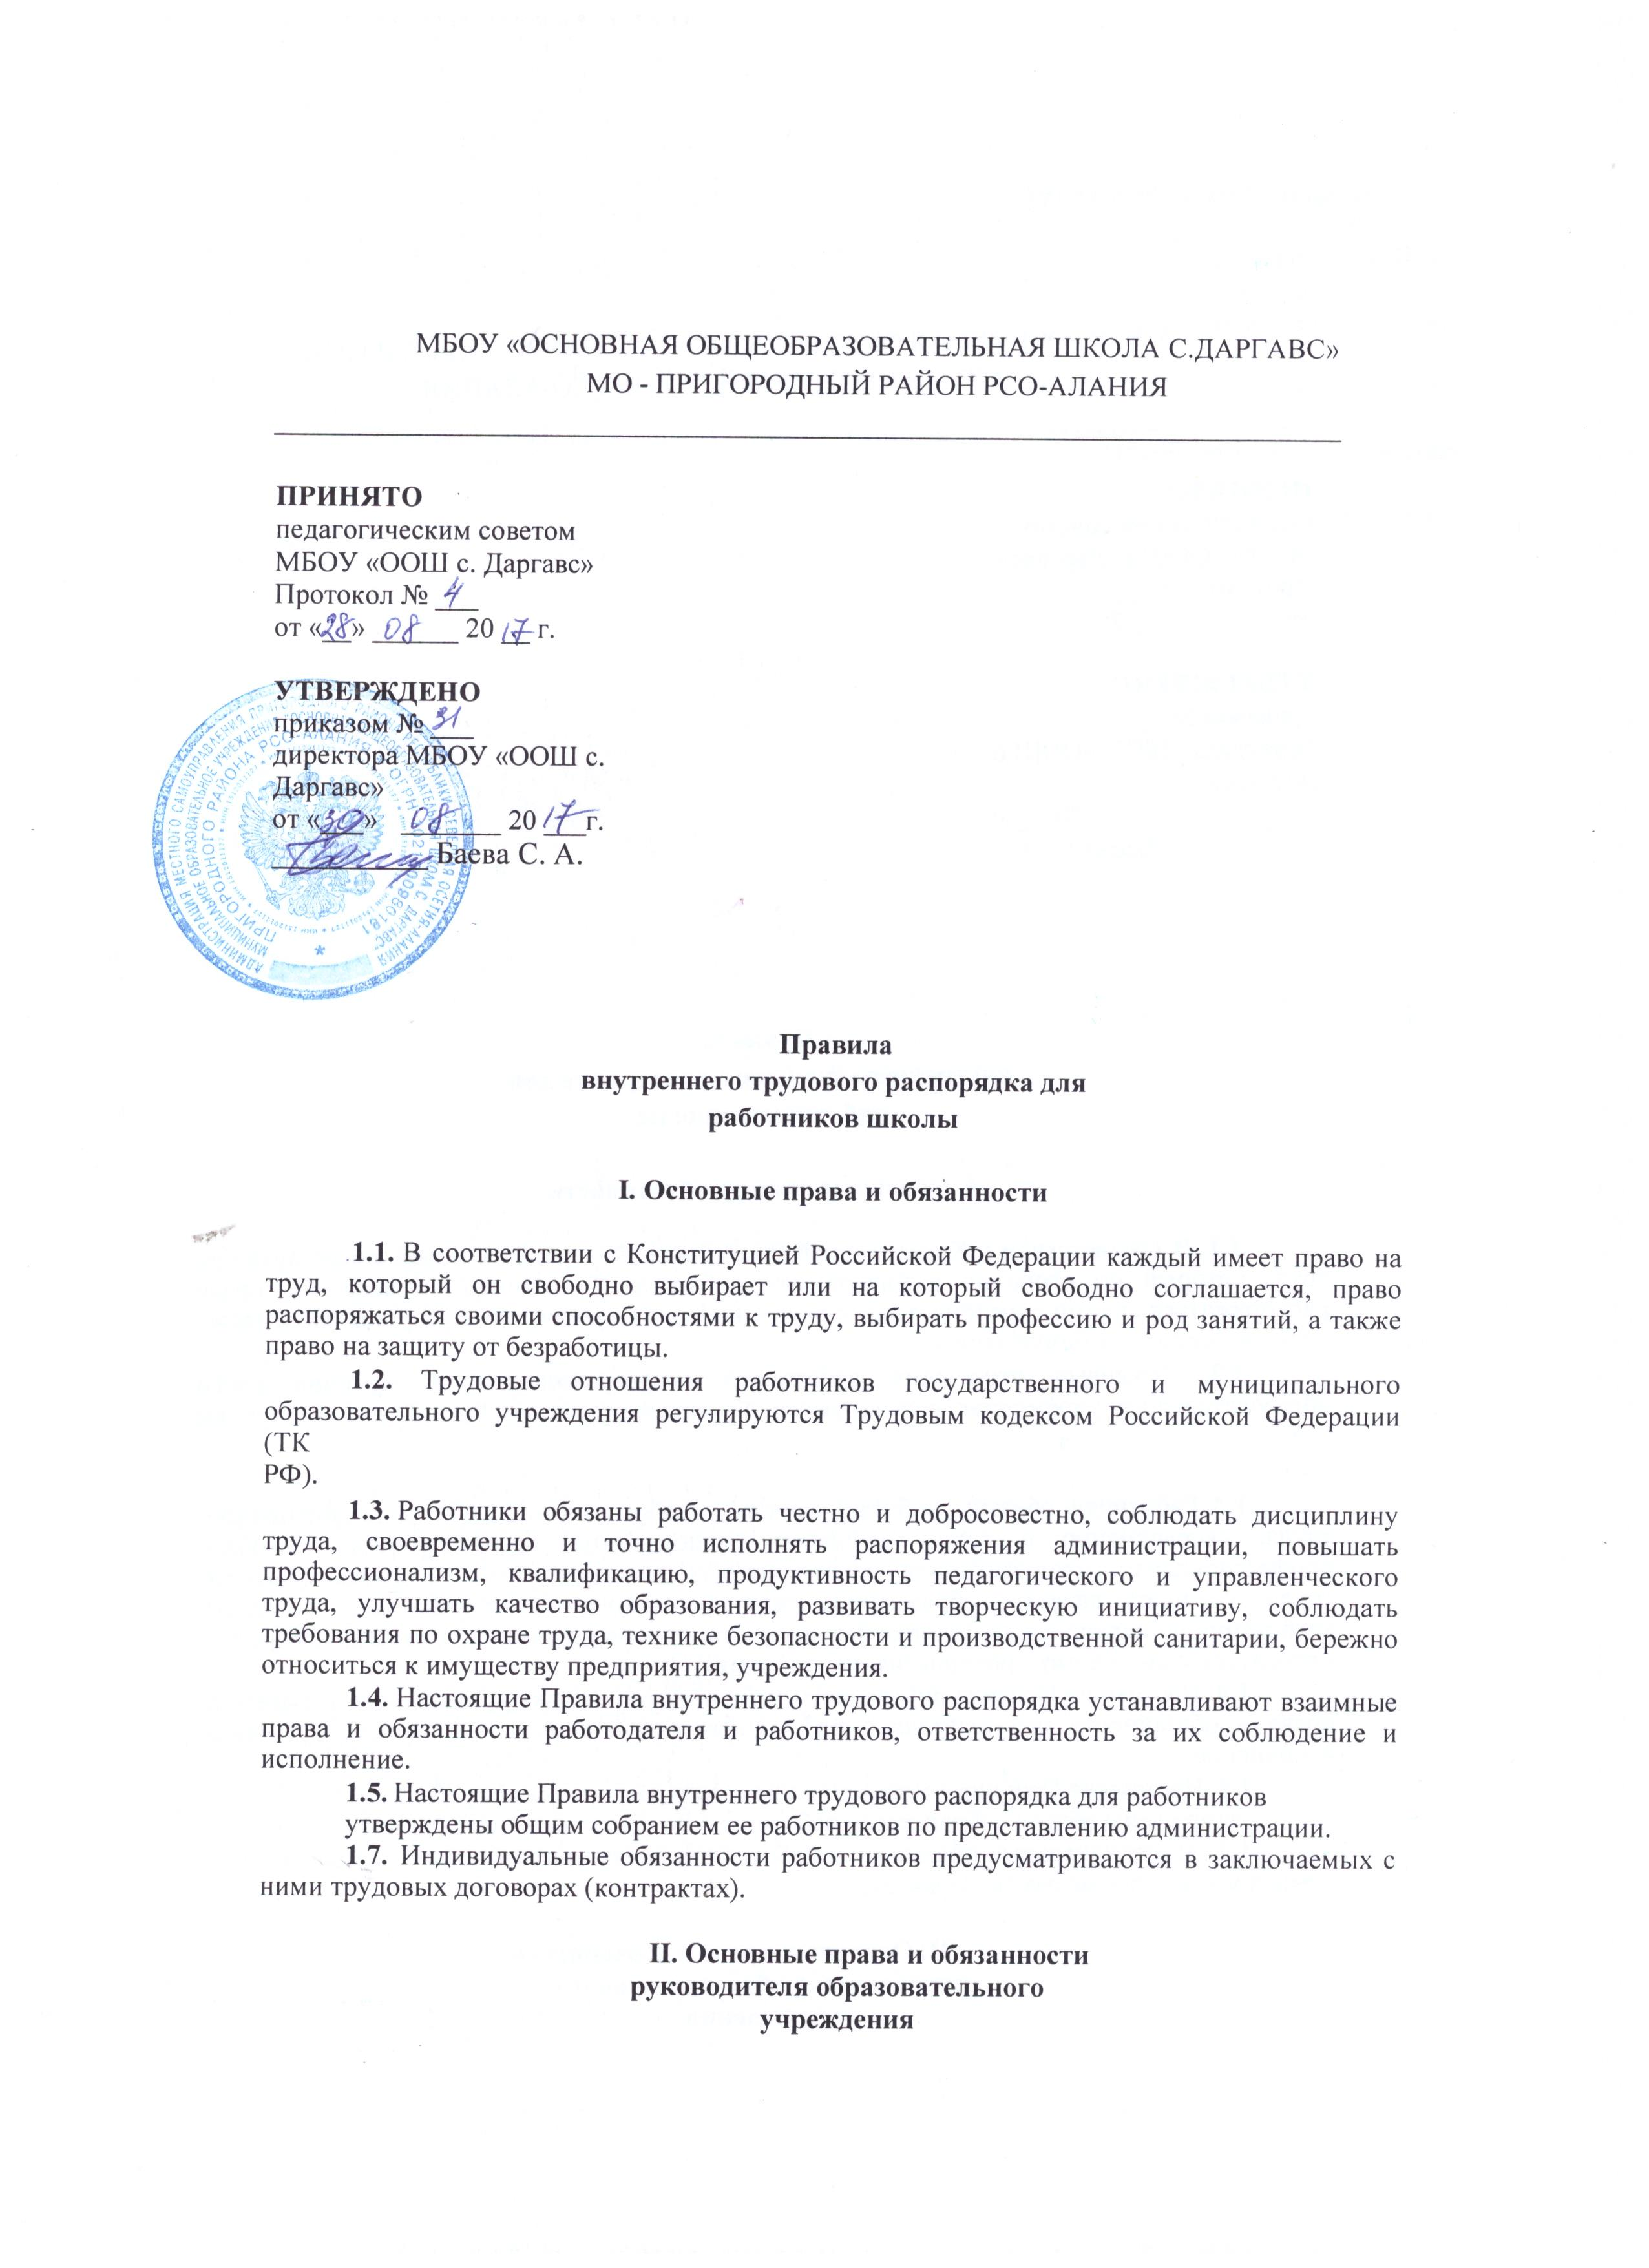 МБОУ «ОСНОВНАЯ ОБЩЕОБРАЗОВАТЕЛЬНАЯ ШКОЛА С.ДАРГАВС»
МО - ПРИГОРОДНЫЙ РАЙОН РСО-АЛАНИЯ
ПРИНЯТО
педагогическим советом
МБОУ «ООШ с. Даргавс»
Протокол № 4
от «28» 08 20 17 г.
УТВЕРЖДЕНО
приказом № 31
директора МБОУ «ООШ с.
Даргавс»
от «30» 08 20 17 г.
Баева С. А.
Правила
внутреннего трудового распорядка для
работников школы
I. Основные права и обязанности
1.1. В соответствии с Конституцией Российской Федерации каждый имеет право на
труд, который он свободно выбирает или на который свободно соглашается, право
распоряжаться своими способностями к труду, выбирать профессию и род занятий, а также
право на защиту от безработицы.
1.2. Трудовые отношения работников государственного и муниципального
образовательного учреждения регулируются Трудовым кодексом Российской Федерации
(ТК
РФ).
1.3. Работники обязаны работать честно и добросовестно, соблюдать дисциплину
труда, своевременно и точно исполнять распоряжения администрации, повышать
профессионализм, квалификацию, продуктивность педагогического и управленческого
труда, улучшать качество образования, развивать творческую инициативу, соблюдать
требования по охране труда, технике безопасности и производственной санитарии, бережно
относиться к имуществу предприятия, учреждения.
1.4. Настоящие Правила внутреннего трудового распорядка устанавливают взаимные
права и обязанности работодателя и работников, ответственность за их соблюдение и
исполнение.
1.5. Настоящие Правила внутреннего трудового распорядка для работников
утверждены общим собранием ее работников по представлению администрации.
1.7. Индивидуальные обязанности работников предусматриваются в заключаемых с
ними трудовых договорах (контрактах).
II. Основные права и обязанности
руководителя образовательного
учреждения